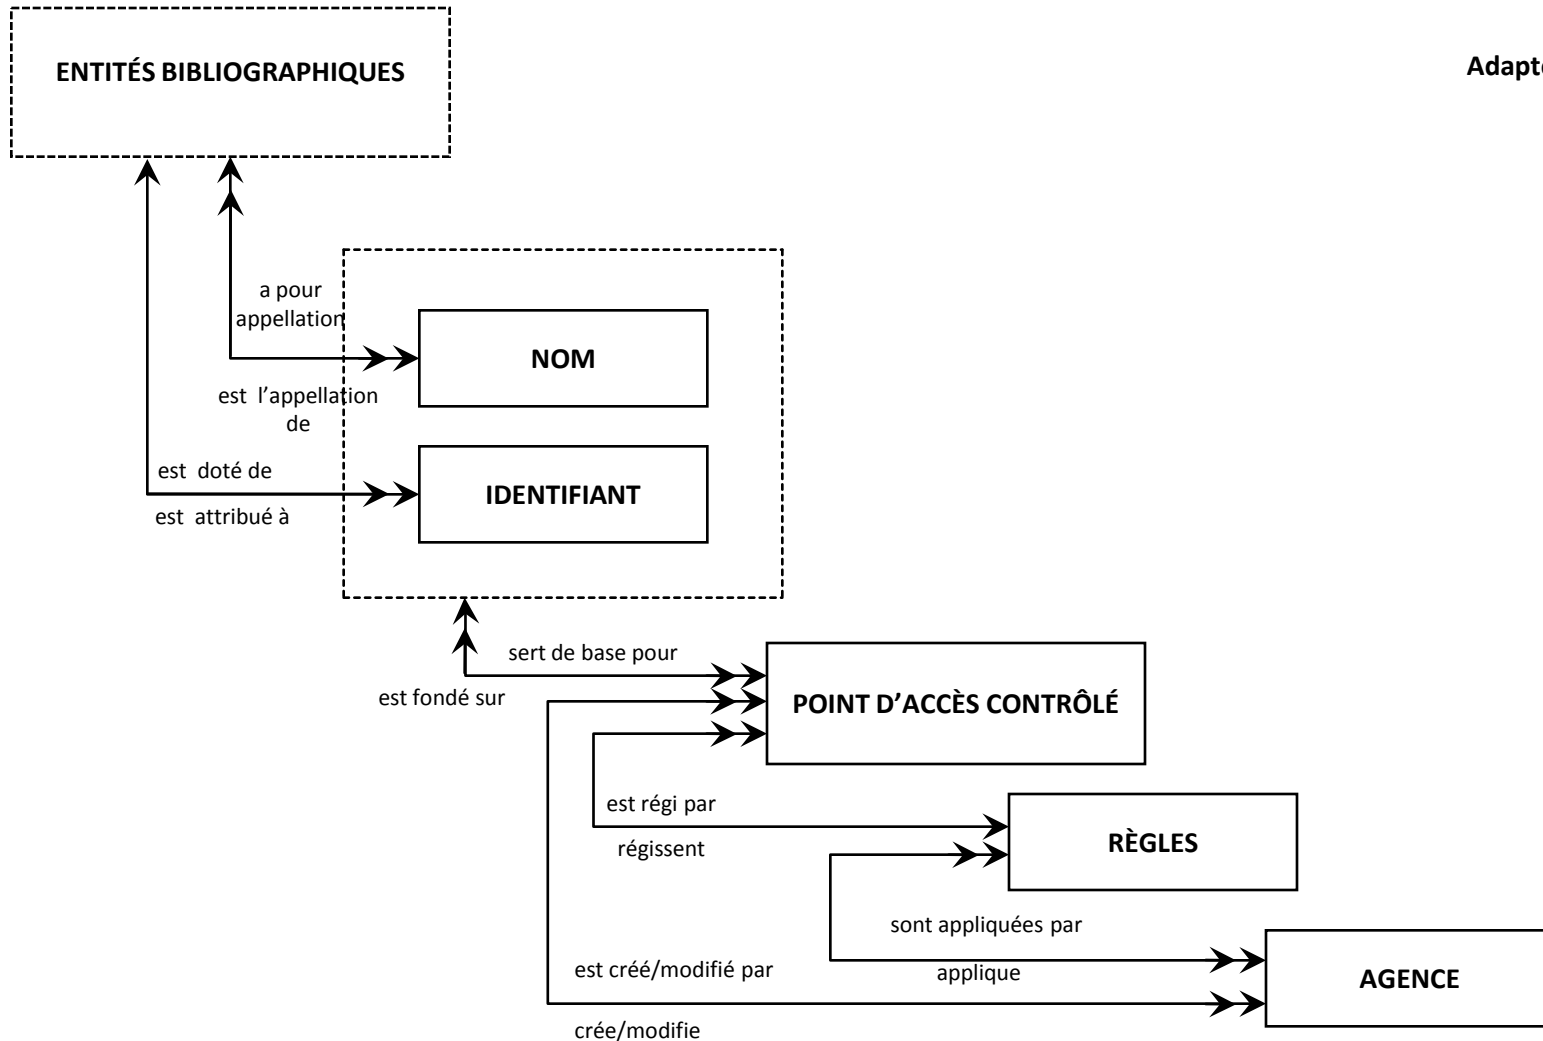 ENTITÉS BIBLIOGRAPHIQUES
a pour
appellation
NOM
est l’appellation
de
est doté de
IDENTIFIANT
est attribué à
sert de base pour
est fondé sur
POINT D’ACCÈS CONTRÔLÉ
est régi par
régissent
RÈGLES
sont appliquées par
applique
est créé/modifié par
AGENCE
crée/modifie